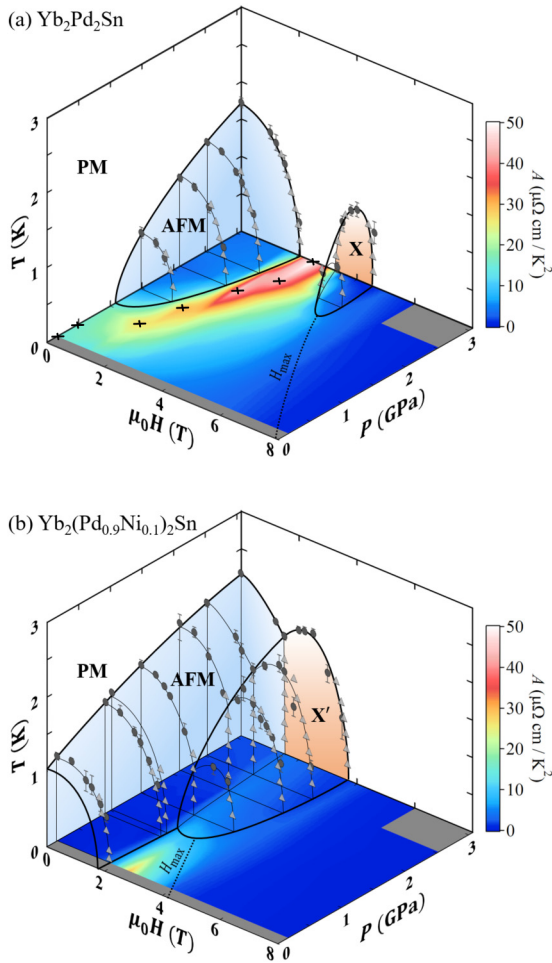 (a) Yb₂Pd₂Sn
3
2
1
0
T (K)
PM
AFM
X
H_max
0
2
4
6
8
μ₀H (T)
0
1
2
3
P (GPa)
50
40
30
20
10
0
A (μΩ cm / K²)
(b) Yb₂(Pd₀.₉Ni₀.₁)₂Sn
3
2
1
0
T (K)
PM
AFM
X′
H_max
0
2
4
6
8
μ₀H (T)
0
1
2
3
P (GPa)
50
40
30
20
10
0
A (μΩ cm / K²)